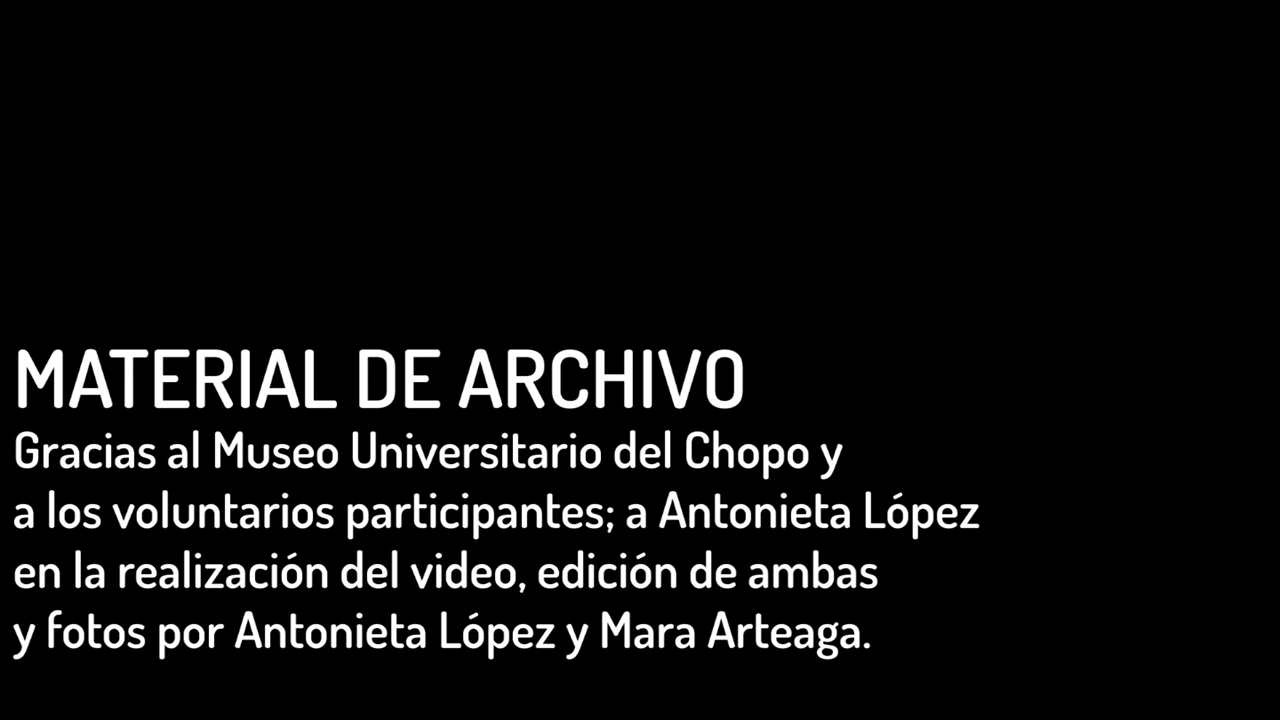 MATERIAL DE ARCHIVO
Gracias al Museo Universitario del Chopo y
a los voluntarios participantes; a Antonieta López
en la realización del video, edición de ambas
y fotos por Antonieta López y Mara Arteaga.